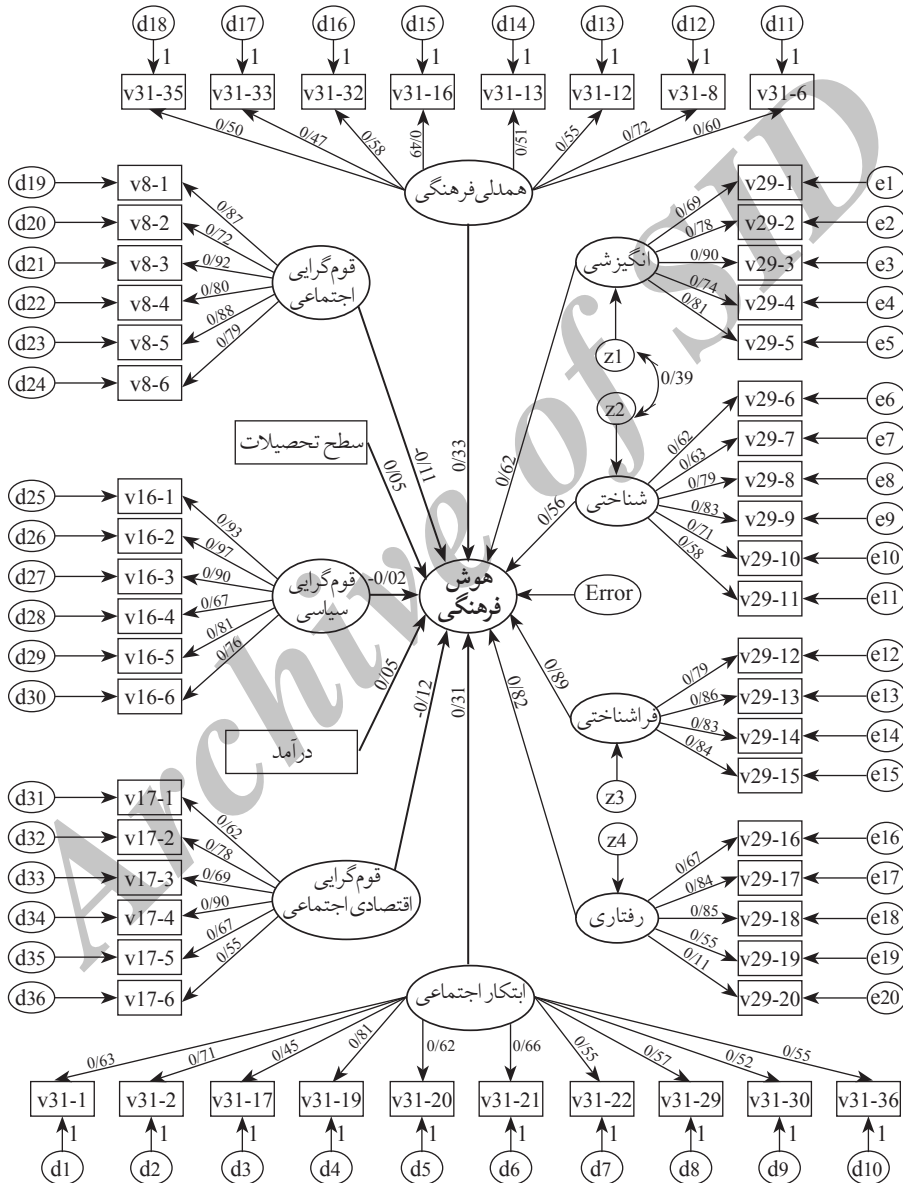 d18 d17 d16 d15 d14 d13 d12 d11
1 1 1 1 1 1 1 1
v31-35 v31-33 v31-32 v31-16 v31-13 v31-12 v31-8 v31-6
0/50 0/47 0/58 0/49 0/51 0/55 0/72 0/60
همدلی فرهنگی
d19 v8-1 0/87
d20 v8-2 0/72
d21 v8-3 0/92
d22 v8-4 0/80
d23 v8-5 0/88
d24 v8-6 0/79
قوم‌گرایی
اجتماعی
-0/11
0/33
انگیزشی
0/69 v29-1 e1
0/78 v29-2 e2
0/90 v29-3 e3
0/74 v29-4 e4
0/81 v29-5 e5
z1
0/39
z2
0/62
سطح تحصیلات
0/05
شناختی
0/56
0/62 v29-6 e6
0/63 v29-7 e7
0/79 v29-8 e8
0/83 v29-9 e9
0/71 v29-10 e10
0/58 v29-11 e11
d25 v16-1 0/93
d26 v16-2 0/97
d27 v16-3 0/90
d28 v16-4 0/67
d29 v16-5 0/81
d30 v16-6 0/76
قوم‌گرایی
سیاسی
-0/02
هوش
فرهنگی
Error
درآمد
0/05
-0/12
0/31
0/82
0/89
فراشناختی
0/79 v29-12 e12
0/86 v29-13 e13
0/83 v29-14 e14
0/84 v29-15 e15
z3
z4
رفتاری
0/67 v29-16 e16
0/84 v29-17 e17
0/85 v29-18 e18
0/55 v29-19 e19
0/11 v29-20 e20
d31 v17-1 0/62
d32 v17-2 0/78
d33 v17-3 0/69
d34 v17-4 0/90
d35 v17-5 0/67
d36 v17-6 0/55
قوم‌گرایی
اقتصادی اجتماعی
ابتکار اجتماعی
0/63 0/71 0/45 0/81 0/62 0/66 0/55 0/57 0/52 0/55
v31-1 v31-2 v31-17 v31-19 v31-20 v31-21 v31-22 v31-29 v31-30 v31-36
1 1 1 1 1 1 1 1 1 1
d1 d2 d3 d4 d5 d6 d7 d8 d9 d10
Archive of SID